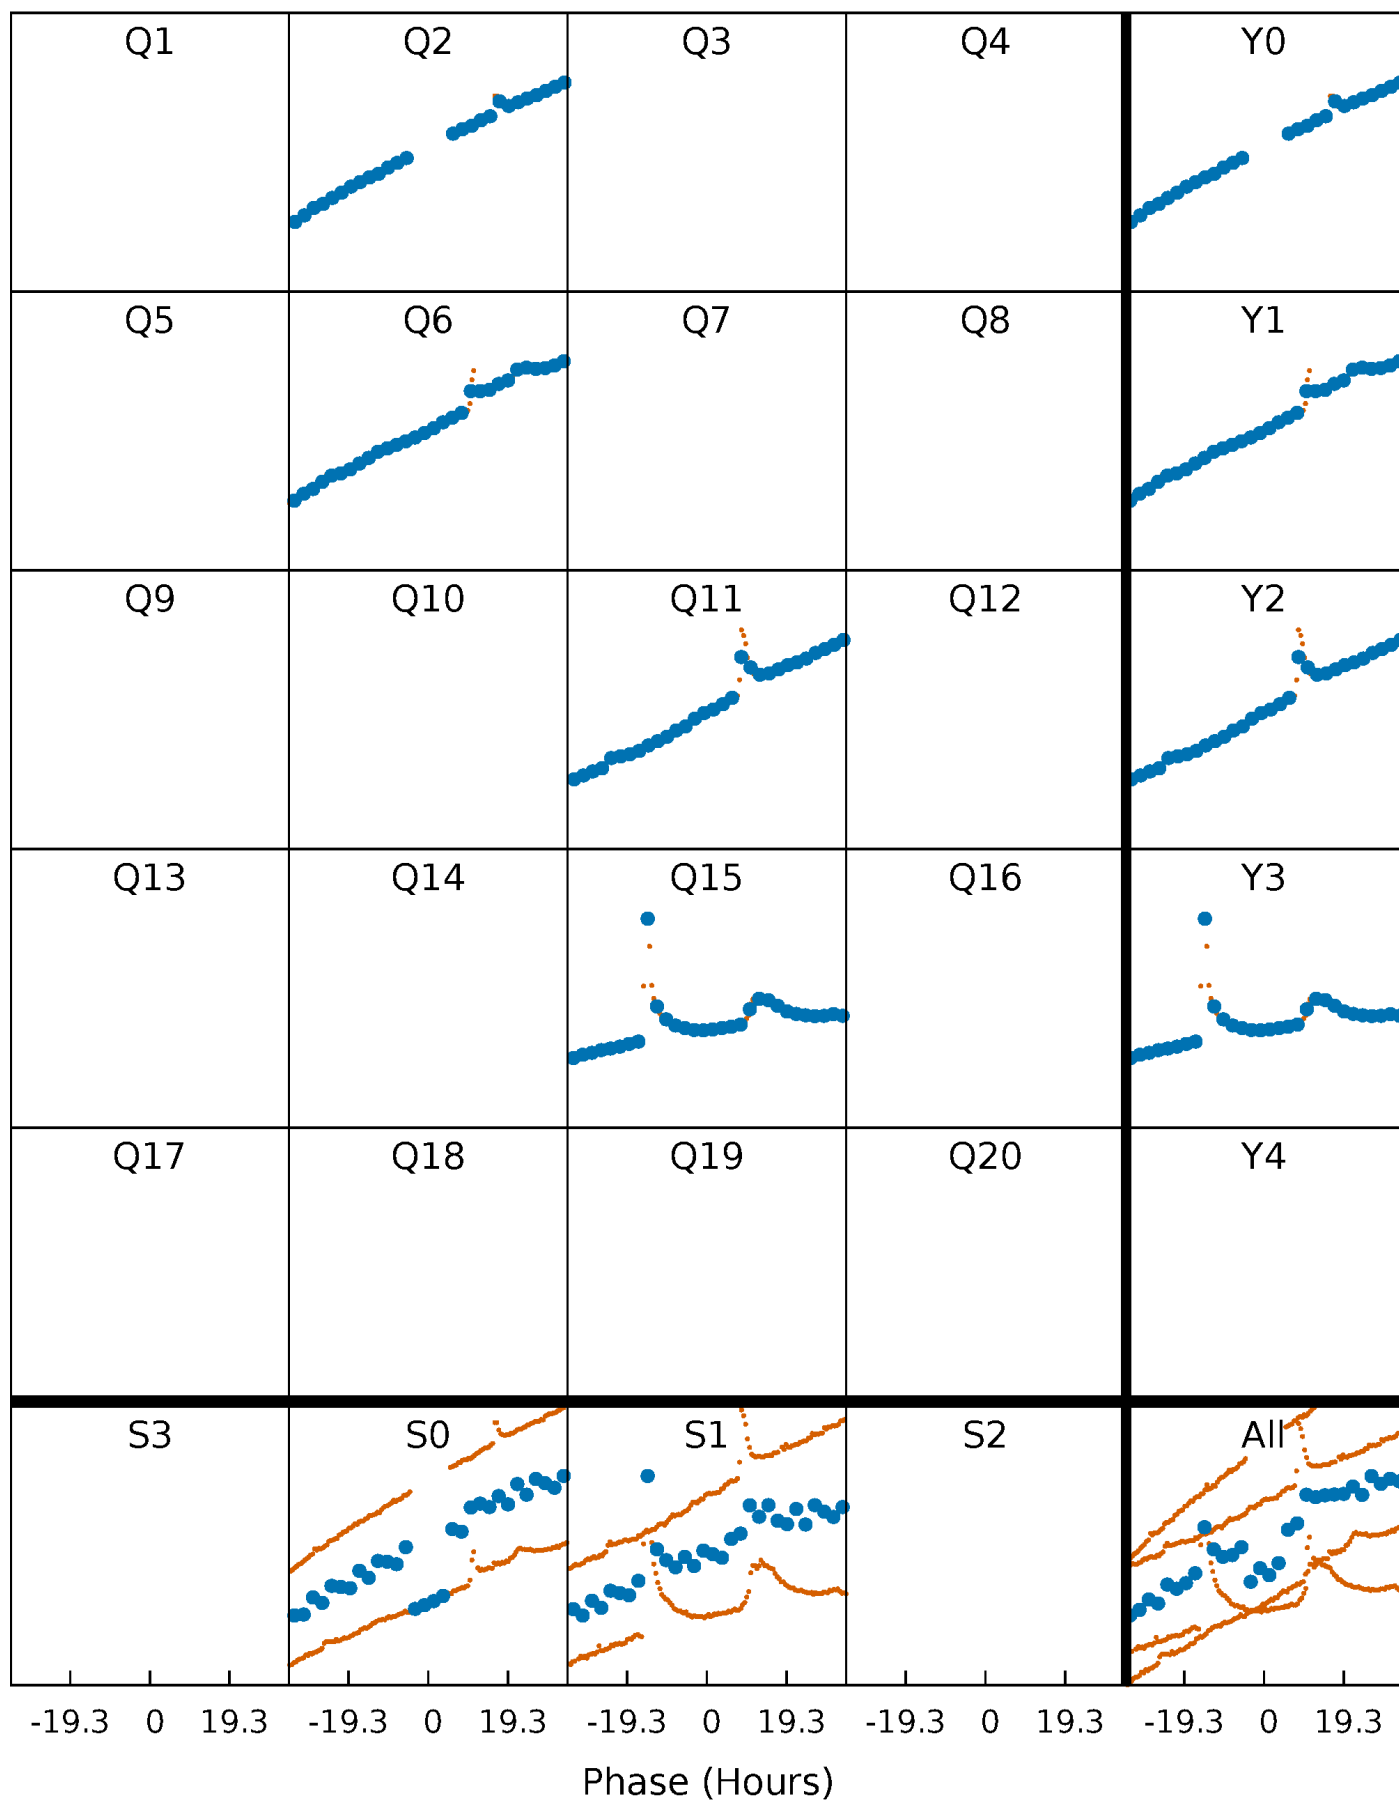 Q1 Q2 Q3 Q4 Y0
Q5 Q6 Q7 Q8 Y1
Q9 Q10 Q11 Q12 Y2
Q13 Q14 Q15 Q16 Y3
Q17 Q18 Q19 Q20 Y4
S3 S0 S1 S2 All
-19.3 0 19.3 -19.3 0 19.3 -19.3 0 19.3 -19.3 0 19.3 -19.3 0 19.3
Phase (Hours)